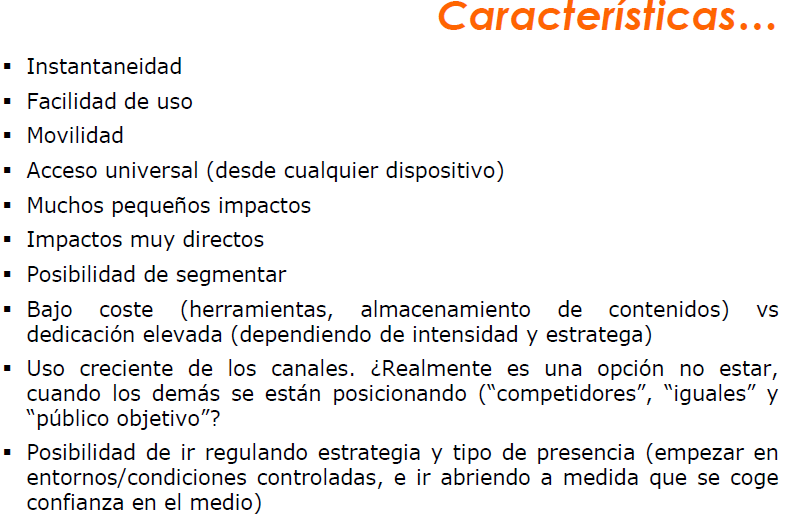 Características...
▪ Instantaneidad
▪ Facilidad de uso
▪ Movilidad
▪ Acceso universal (desde cualquier dispositivo)
▪ Muchos pequeños impactos
▪ Impactos muy directos
▪ Posibilidad de segmentar
▪ Bajo coste (herramientas, almacenamiento de contenidos) vs
dedicación elevada (dependiendo de intensidad y estratega)
▪ Uso creciente de los canales. ¿Realmente es una opción no estar,
cuando los demás se están posicionando (“competidores”, “iguales” y
“público objetivo”?
▪ Posibilidad de ir regulando estrategia y tipo de presencia (empezar en
entornos/condiciones controladas, e ir abriendo a medida que se coge
confianza en el medio)